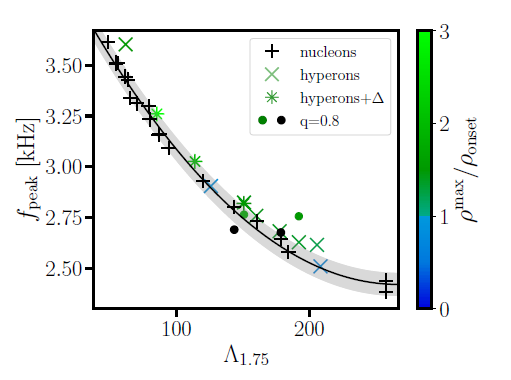 nucleons
hyperons
hyperons+Δ
q=0.8
3.50
3.25
3.00
2.75
2.50
f_peak [kHz]
100
200
Λ_1.75
3
2
1
0
ρ^max/ρ_onset